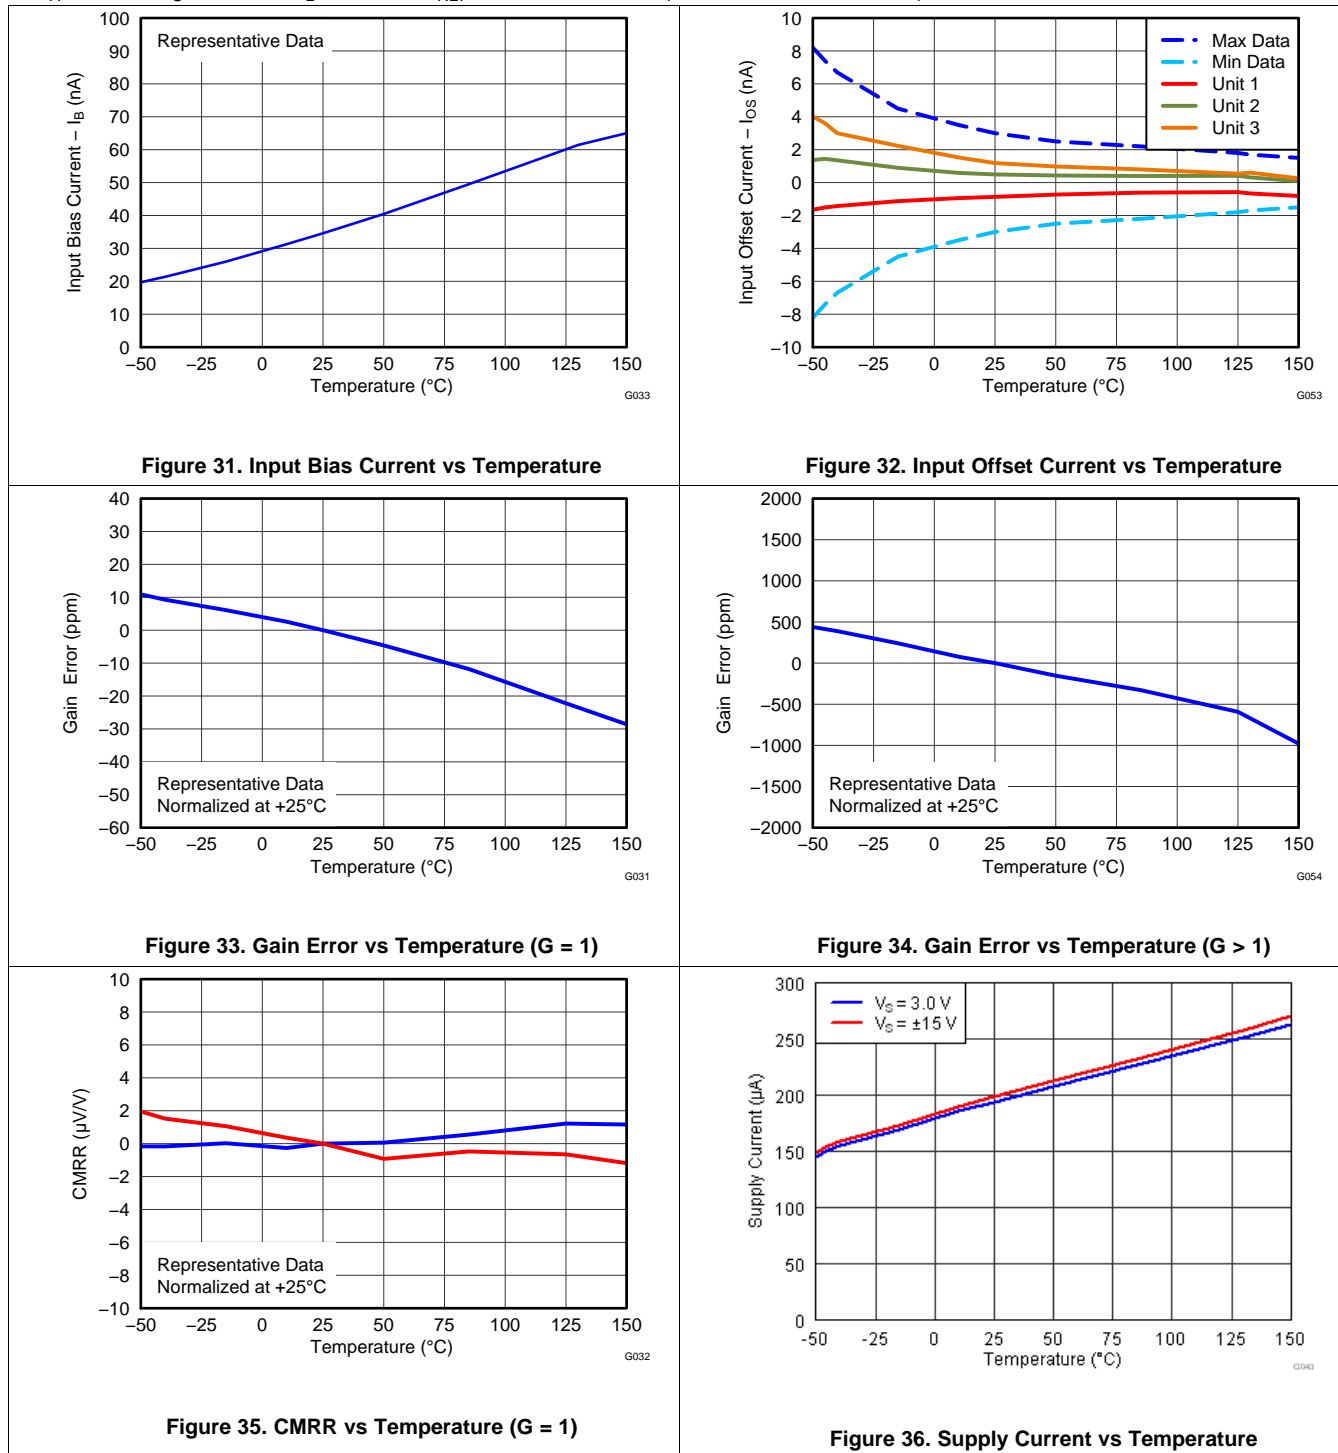 100
90
80
70
60
50
40
30
20
10
0
Input Bias Current – IB (nA)
Representative Data
–50 –25 0 25 50 75 100 125 150
Temperature (°C)
G033
Figure 31. Input Bias Current vs Temperature
10
8
6
4
2
0
–2
–4
–6
–8
–10
Input Offset Current – IOS (nA)
Max Data
Min Data
Unit 1
Unit 2
Unit 3
–50 –25 0 25 50 75 100 125 150
Temperature (°C)
G053
Figure 32. Input Offset Current vs Temperature
40
30
20
10
0
–10
–20
–30
–40
–50
–60
Gain Error (ppm)
Representative Data
Normalized at +25°C
–50 –25 0 25 50 75 100 125 150
Temperature (°C)
G031
Figure 33. Gain Error vs Temperature (G = 1)
2000
1500
1000
500
0
–500
–1000
–1500
–2000
Gain Error (ppm)
Representative Data
Normalized at +25°C
–50 –25 0 25 50 75 100 125 150
Temperature (°C)
G054
Figure 34. Gain Error vs Temperature (G > 1)
10
8
6
4
2
0
–2
–4
–6
–8
–10
CMRR (µV/V)
Representative Data
Normalized at +25°C
–50 –25 0 25 50 75 100 125 150
Temperature (°C)
G032
Figure 35. CMRR vs Temperature (G = 1)
300
250
200
150
100
50
0
Supply Current (µA)
VS = 3.0 V
VS = ±15 V
-50 -25 0 25 50 75 100 125 150
Temperature (°C)
G043
Figure 36. Supply Current vs Temperature